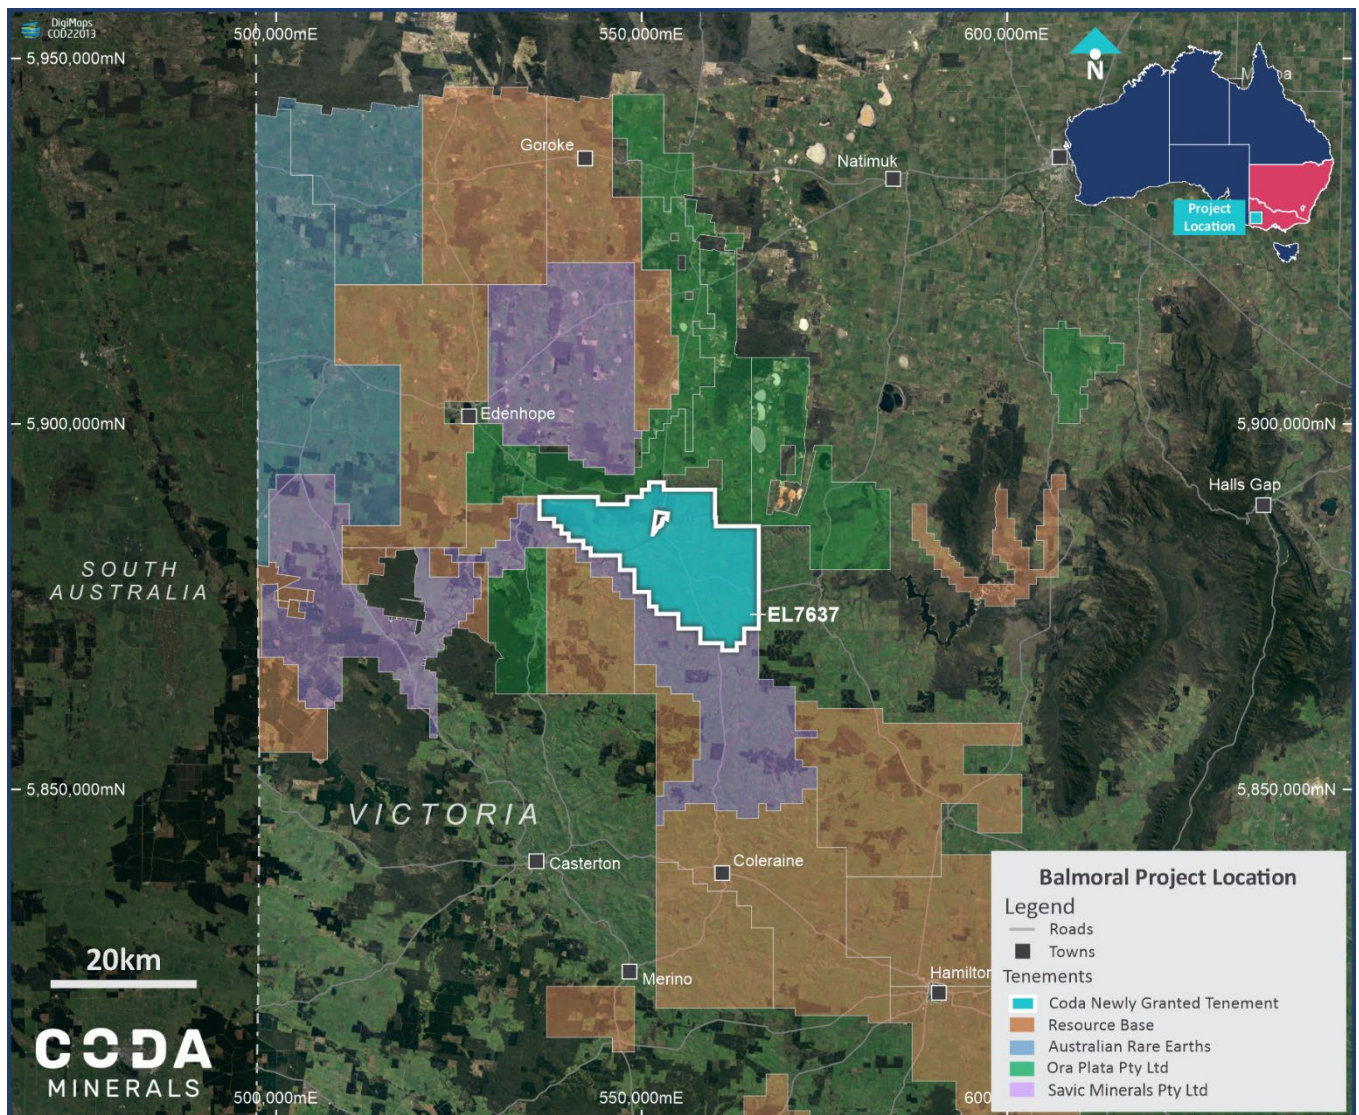 DigiMaps
COD22013
500,000mE
550,000mE
600,000mE
5,950,000mN
N
Goroke
Natimuk
Project
Location
Edenhope
5,900,000mN
5,900,000mN
Halls Gap
SOUTH
AUSTRALIA
EL7637
5,850,000mN
5,850,000mN
VICTORIA
Casterton
Coleraine
Merino
Hamilton
20km
CODA
MINERALS
500,000mE
550,000mE
Balmoral Project Location
Legend
Roads
Towns
Tenements
Coda Newly Granted Tenement
Resource Base
Australian Rare Earths
Ora Plata Pty Ltd
Savic Minerals Pty Ltd